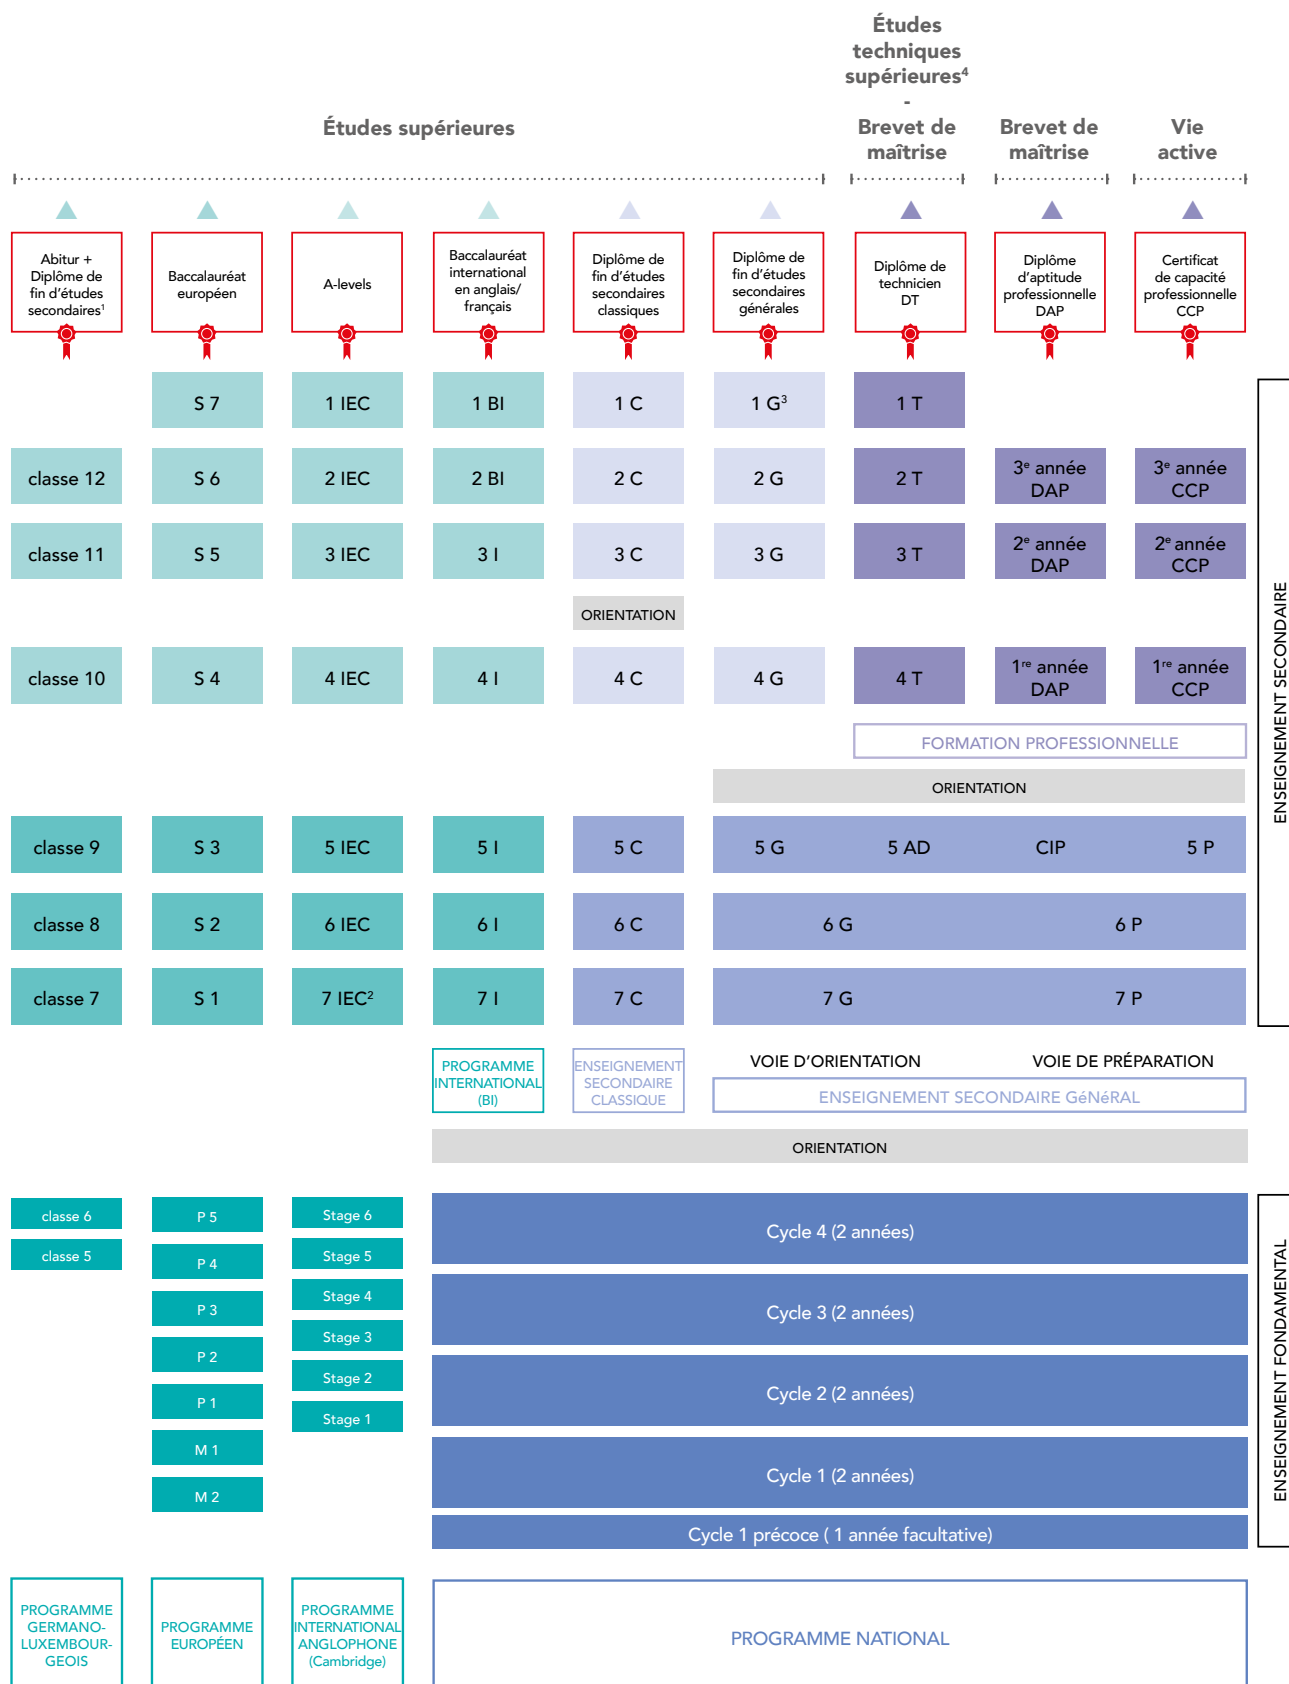 Études
techniques
supérieures⁴
-
Brevet de
maîtrise
Études supérieures
Brevet de
maîtrise
Vie
active
Abitur +
Diplôme de
fin d'études
secondaires¹
Baccalauréat
européen
A-levels
Baccalauréat
international
en anglais/
français
Diplôme de
fin d'études
secondaires
classiques
Diplôme de
fin d'études
secondaires
générales
Diplôme de
technicien
DT
Diplôme
d'aptitude
professionnelle
DAP
Certificat
de capacité
professionnelle
CCP
S 7
1 IEC
1 BI
1 C
1 G³
1 T
classe 12
S 6
2 IEC
2 BI
2 C
2 G
2 T
3ᵉ année
DAP
3ᵉ année
CCP
classe 11
S 5
3 IEC
3 I
3 C
3 G
3 T
2ᵉ année
DAP
2ᵉ année
CCP
ORIENTATION
classe 10
S 4
4 IEC
4 I
4 C
4 G
4 T
1ʳᵉ année
DAP
1ʳᵉ année
CCP
FORMATION PROFESSIONNELLE
ORIENTATION
classe 9
S 3
5 IEC
5 I
5 C
5 G
5 AD
CIP
5 P
classe 8
S 2
6 IEC
6 I
6 C
6 G
6 P
classe 7
S 1
7 IEC²
7 I
7 C
7 G
7 P
ENSEIGNEMENT SECONDAIRE
PROGRAMME
INTERNATIONAL
(BI)
ENSEIGNEMENT
SECONDAIRE
CLASSIQUE
VOIE D'ORIENTATION
VOIE DE PRÉPARATION
ENSEIGNEMENT SECONDAIRE GéNéRAL
ORIENTATION
classe 6
classe 5
P 5
P 4
P 3
P 2
P 1
M 1
M 2
Stage 6
Stage 5
Stage 4
Stage 3
Stage 2
Stage 1
Cycle 4 (2 années)
Cycle 3 (2 années)
Cycle 2 (2 années)
Cycle 1 (2 années)
Cycle 1 précoce ( 1 année facultative)
ENSEIGNEMENT FONDAMENTAL
PROGRAMME
GERMANO-
LUXEMBOUR-
GEOIS
PROGRAMME
EUROPÉEN
PROGRAMME
INTERNATIONAL
ANGLOPHONE
(Cambridge)
PROGRAMME NATIONAL